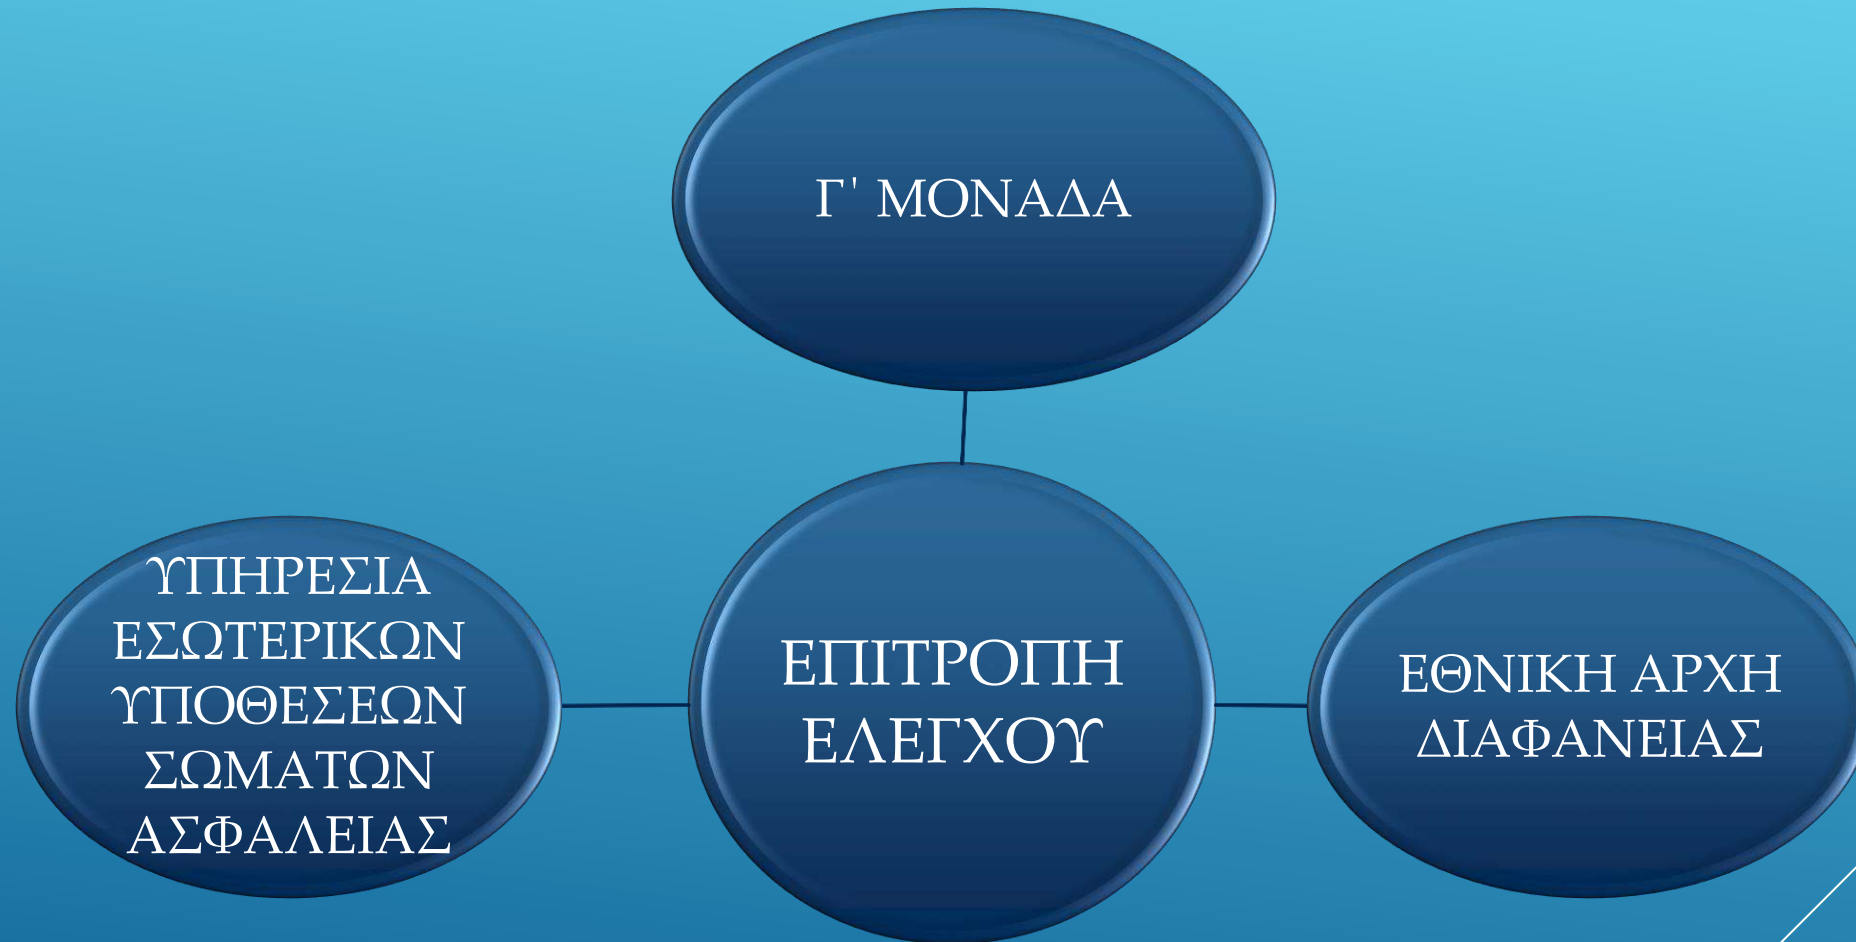 Γ' ΜΟΝΑΔΑ
ΥΠΗΡΕΣΙΑ
ΕΣΩΤΕΡΙΚΩΝ
ΥΠΟΘΕΣΕΩΝ
ΣΩΜΑΤΩΝ
ΑΣΦΑΛΕΙΑΣ
ΕΠΙΤΡΟΠΗ
ΕΛΕΓΧΟΥ
ΕΘΝΙΚΗ ΑΡΧΗ
ΔΙΑΦΑΝΕΙΑΣ